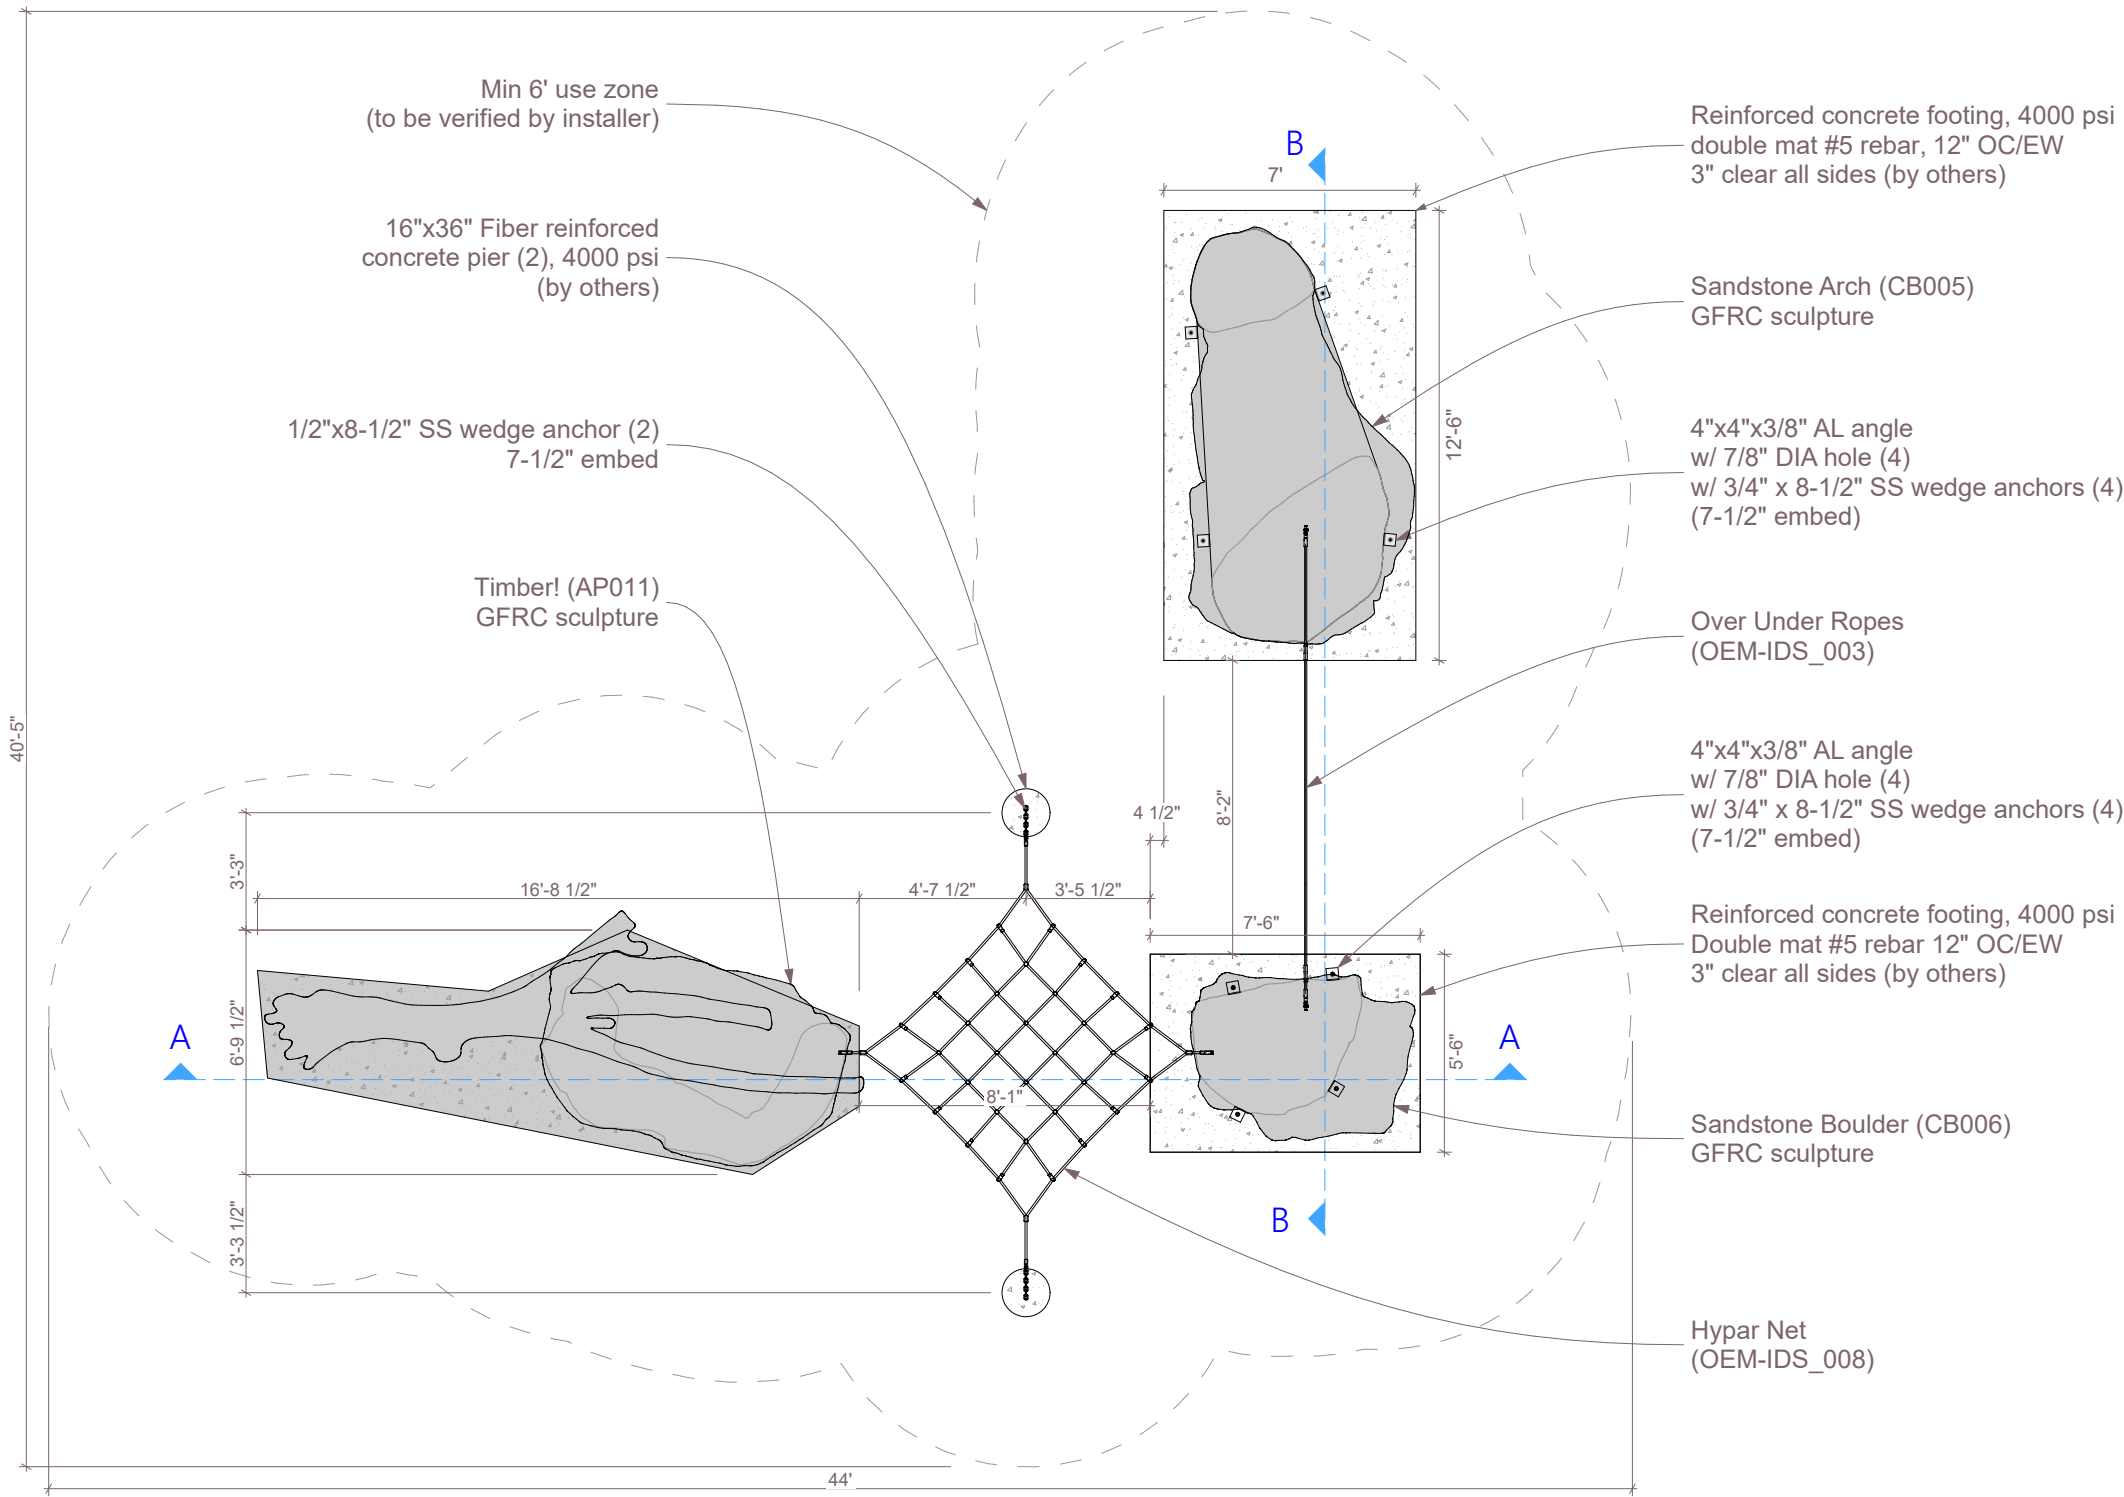 Min 6' use zone
(to be verified by installer)
16"x36" Fiber reinforced
concrete pier (2), 4000 psi
(by others)
1/2"x8-1/2" SS wedge anchor (2)
7-1/2" embed
Timber! (AP011)
GFRC sculpture
B
7'
12'-6"
Reinforced concrete footing, 4000 psi
double mat #5 rebar, 12" OC/EW
3" clear all sides (by others)
Sandstone Arch (CB005)
GFRC sculpture
4"x4"x3/8" AL angle
w/ 7/8" DIA hole (4)
w/ 3/4" x 8-1/2" SS wedge anchors (4)
(7-1/2" embed)
Over Under Ropes
(OEM-IDS_003)
4"x4"x3/8" AL angle
w/ 7/8" DIA hole (4)
w/ 3/4" x 8-1/2" SS wedge anchors (4)
(7-1/2" embed)
Reinforced concrete footing, 4000 psi
Double mat #5 rebar 12" OC/EW
3" clear all sides (by others)
Sandstone Boulder (CB006)
GFRC sculpture
Hypar Net
(OEM-IDS_008)
40'-5"
3'-3"
16'-8 1/2"
4'-7 1/2"
3'-5 1/2"
4 1/2"
8'-2"
7'-6"
5'-6"
6'-9 1/2"
A
A
8'-1"
3'-3 1/2"
B
44'